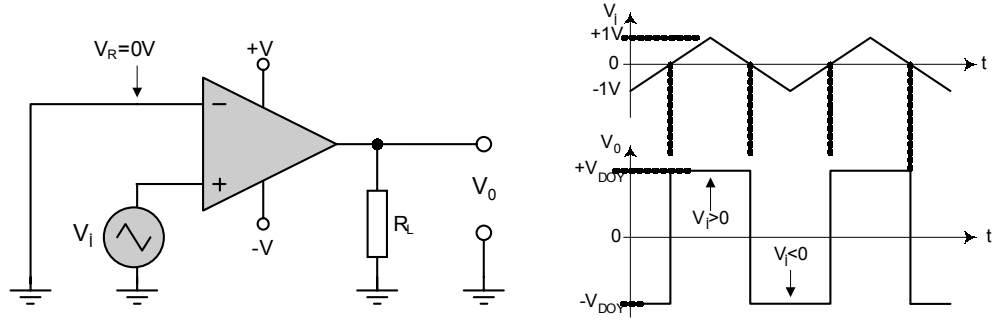 V_R=0V
+V
−
+
-V
V_i
R_L
V_0
V_i
+1V
0
-1V
t
V_0
+V_DOY
V_i>0
0
t
V_i<0
-V_DOY